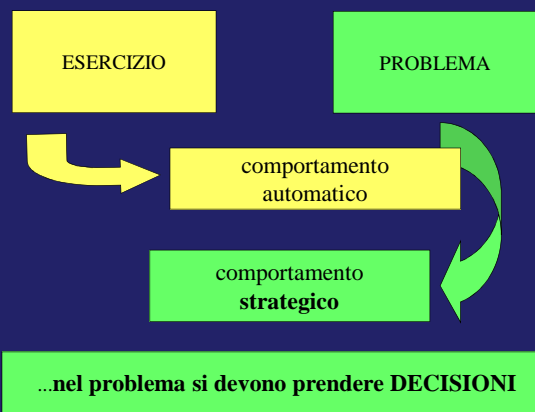 ESERCIZIO
PROBLEMA
comportamento
automatico
comportamento
strategico
...nel problema si devono prendere DECISIONI